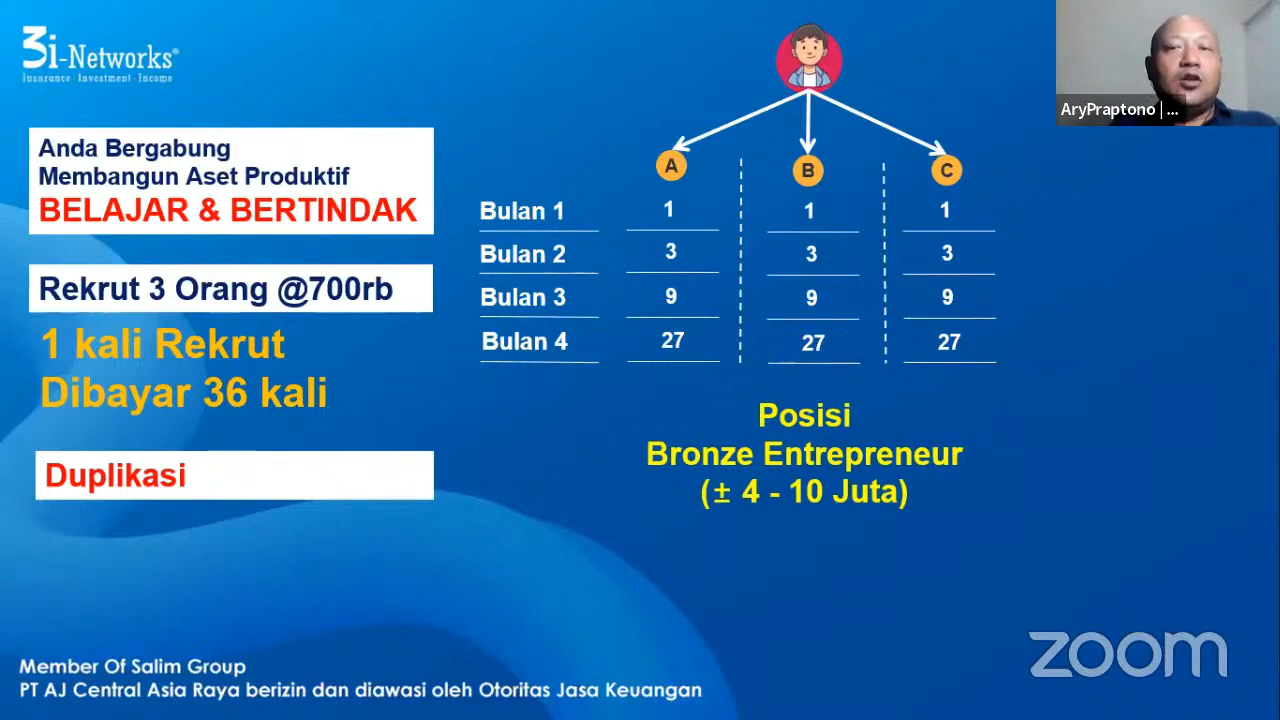 3i-Networks®
Insurance · Investment · Income
Anda Bergabung
Membangun Aset Produktif
BELAJAR & BERTINDAK
Rekrut 3 Orang @700rb
1 kali Rekrut
Dibayar 36 kali
Duplikasi
A B C
Bulan 1 1 1 1
Bulan 2 3 3 3
Bulan 3 9 9 9
Bulan 4 27 27 27
Posisi
Bronze Entrepreneur
(± 4 - 10 Juta)
AryPraptono | ...
zoom
Member Of Salim Group
PT AJ Central Asia Raya berizin dan diawasi oleh Otoritas Jasa Keuangan